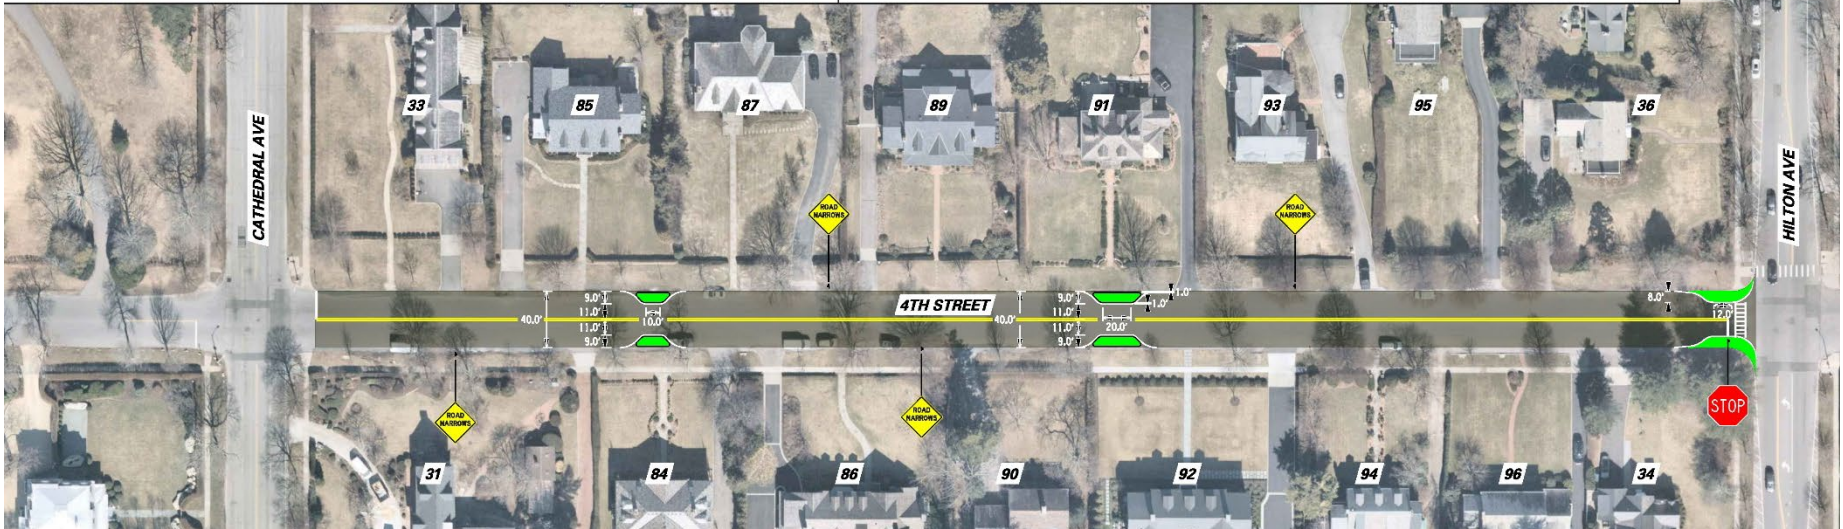 33
85
87
89
91
93
95
36
CATHEDRAL AVE
HILTON AVE
ROAD
NARROWS
ROAD
NARROWS
9.0'
11.0'
40.0'
11.0'
9.0'
10.0'
4TH STREET
40.0'
9.0'
11.0'
11.0'
9.0'
20.0'
1.0'
1.0'
8.0'
12.0'
ROAD
NARROWS
ROAD
NARROWS
STOP
31
84
86
90
92
94
96
34